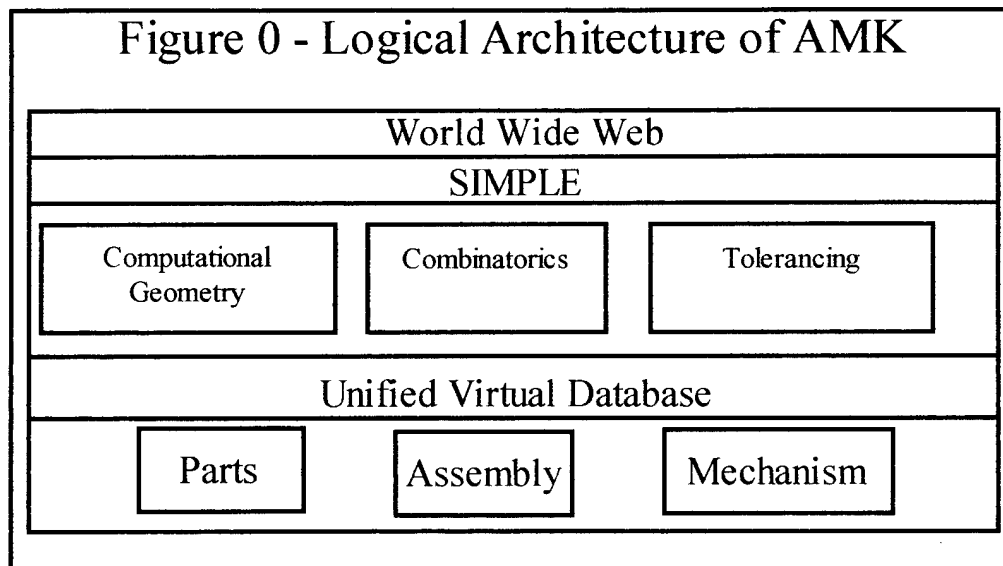 Figure 0 - Logical Architecture of AMK
World Wide Web
SIMPLE
Computational
Geometry
Combinatorics
Tolerancing
Unified Virtual Database
Parts
Assembly
Mechanism